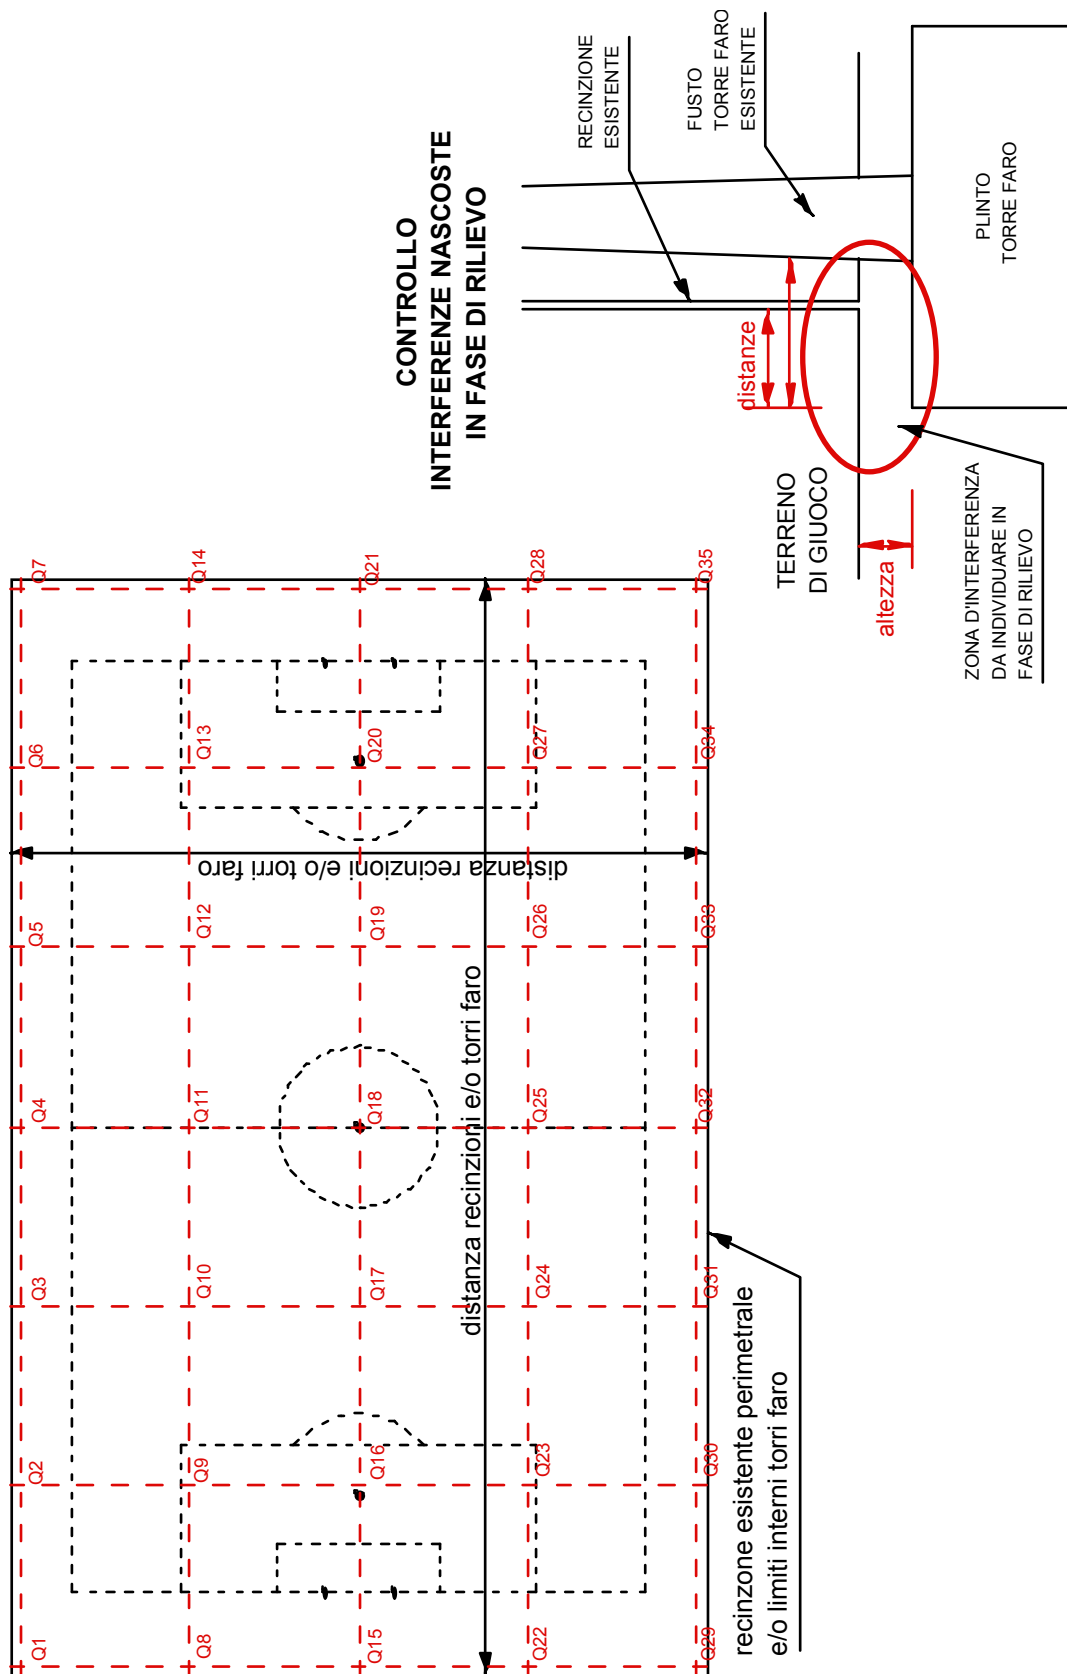 CONTROLLO
INTERFERENZE NASCOSTE
IN FASE DI RILIEVO
RECINZIONE
ESISTENTE
FUSTO
TORRE FARO
ESISTENTE
PLINTO
TORRE FARO
distanze
TERRENO
DI GIUOCO
altezza
ZONA D'INTERFERENZA
DA INDIVIDUARE IN
FASE DI RILIEVO
Q1 Q2 Q3 Q4 Q5 Q6 Q7
Q8 Q9 Q10 Q11 Q12 Q13 Q14
Q15 Q16 Q17 Q18 Q19 Q20 Q21
Q22 Q23 Q24 Q25 Q26 Q27 Q28
Q29 Q30 Q31 Q32 Q33 Q34 Q35
distanza recinzioni e/o torri faro
distanza recinzioni e/o torri faro
recinzone esistente perimetrale
e/o limiti interni torri faro